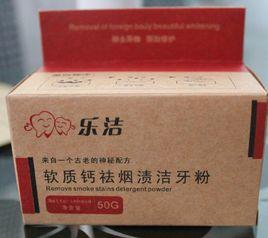 Removal of foreign body beautiful whitening
乐洁
来自一个古老的神秘配方
软质钙祛烟渍洁牙粉
Remove smoke stains detergent powder
50G